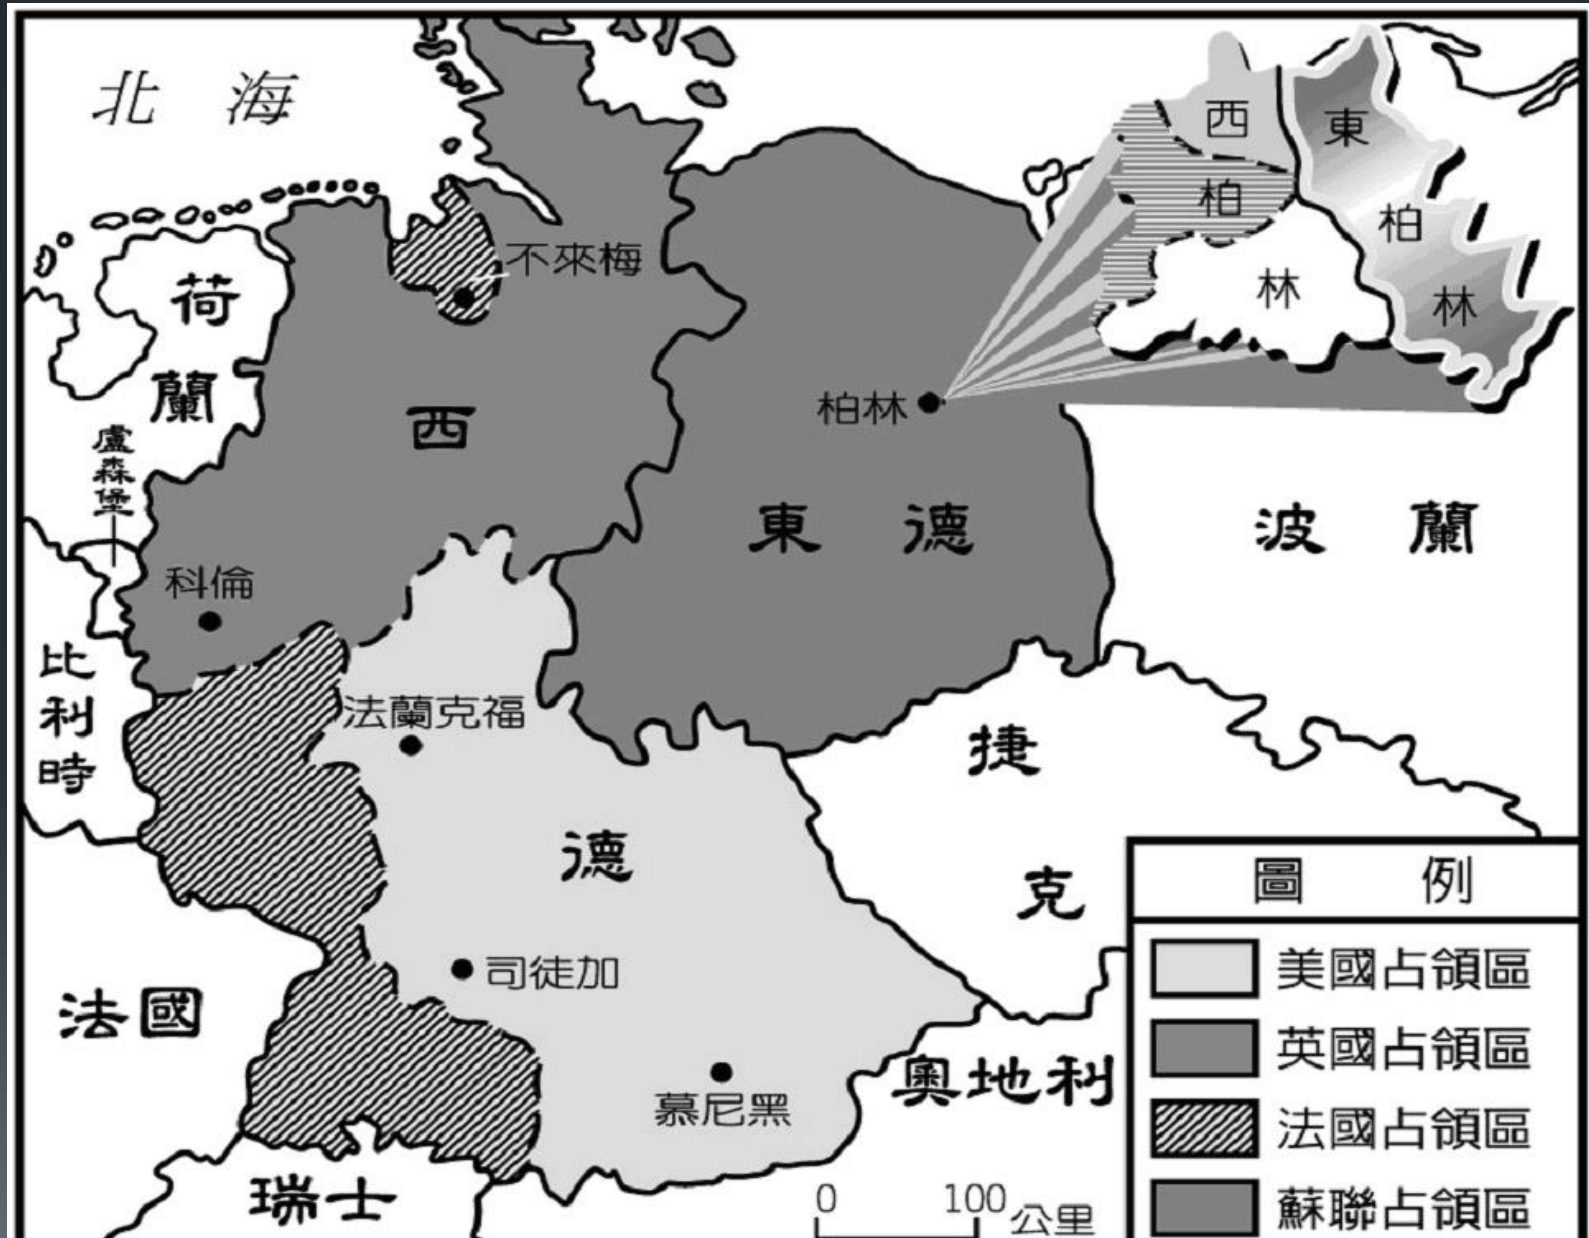 北海
西
柏
林
東
柏
林
不來梅
荷
蘭
盧森堡
西
柏林
東德
波蘭
科倫
比利時
法蘭克福
捷
克
德
司徒加
法國
慕尼黑
奧地利
瑞士
0 100公里
圖例
美國占領區
英國占領區
法國占領區
蘇聯占領區